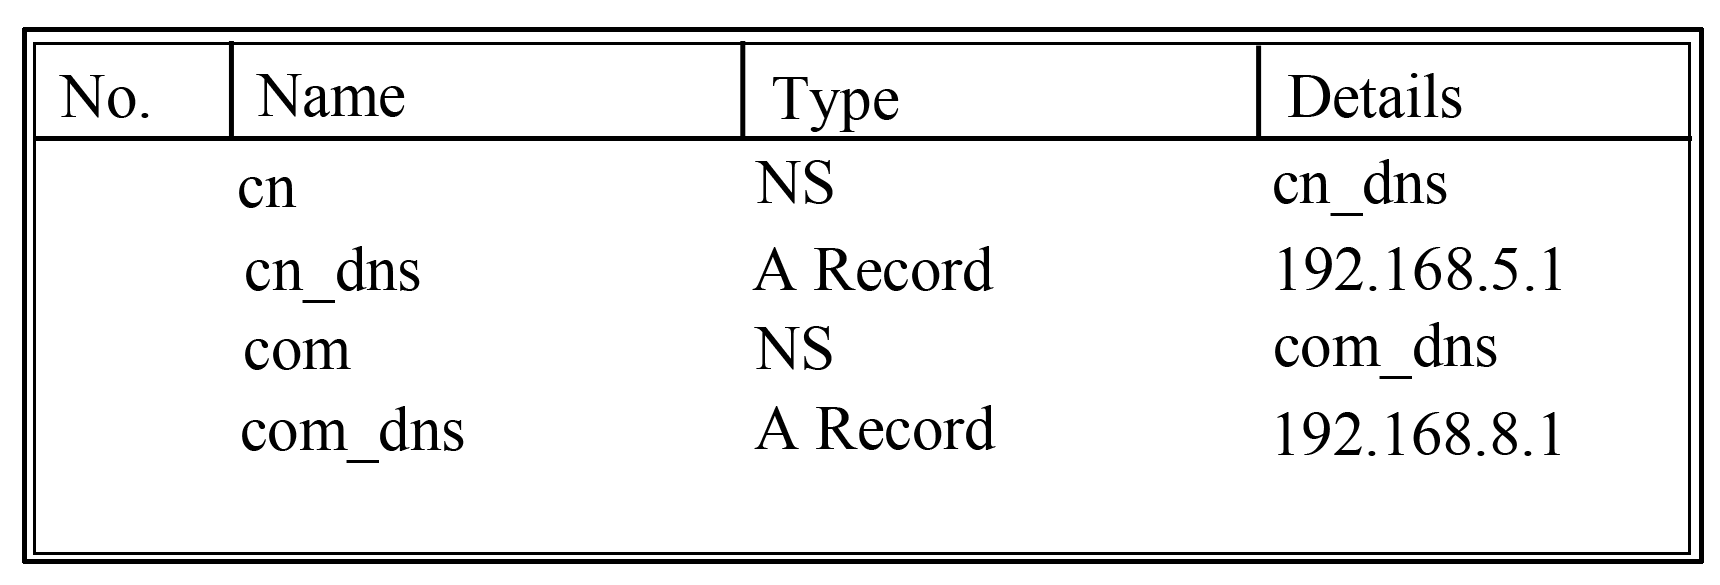 No. Name Type Details
cn NS cn_dns
cn_dns A Record 192.168.5.1
com NS com_dns
com_dns A Record 192.168.8.1